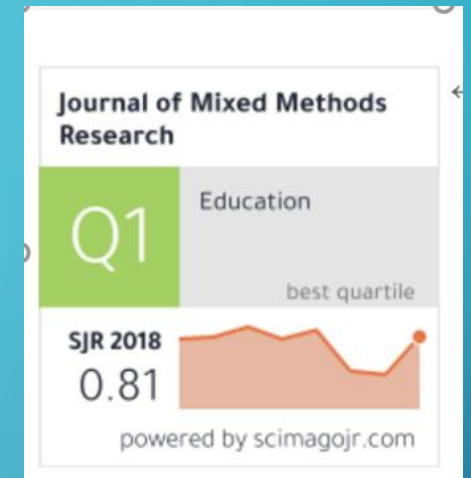 Journal of Mixed Methods
Research
Q1
Education
best quartile
SJR 2018
0.81
powered by scimagojr.com